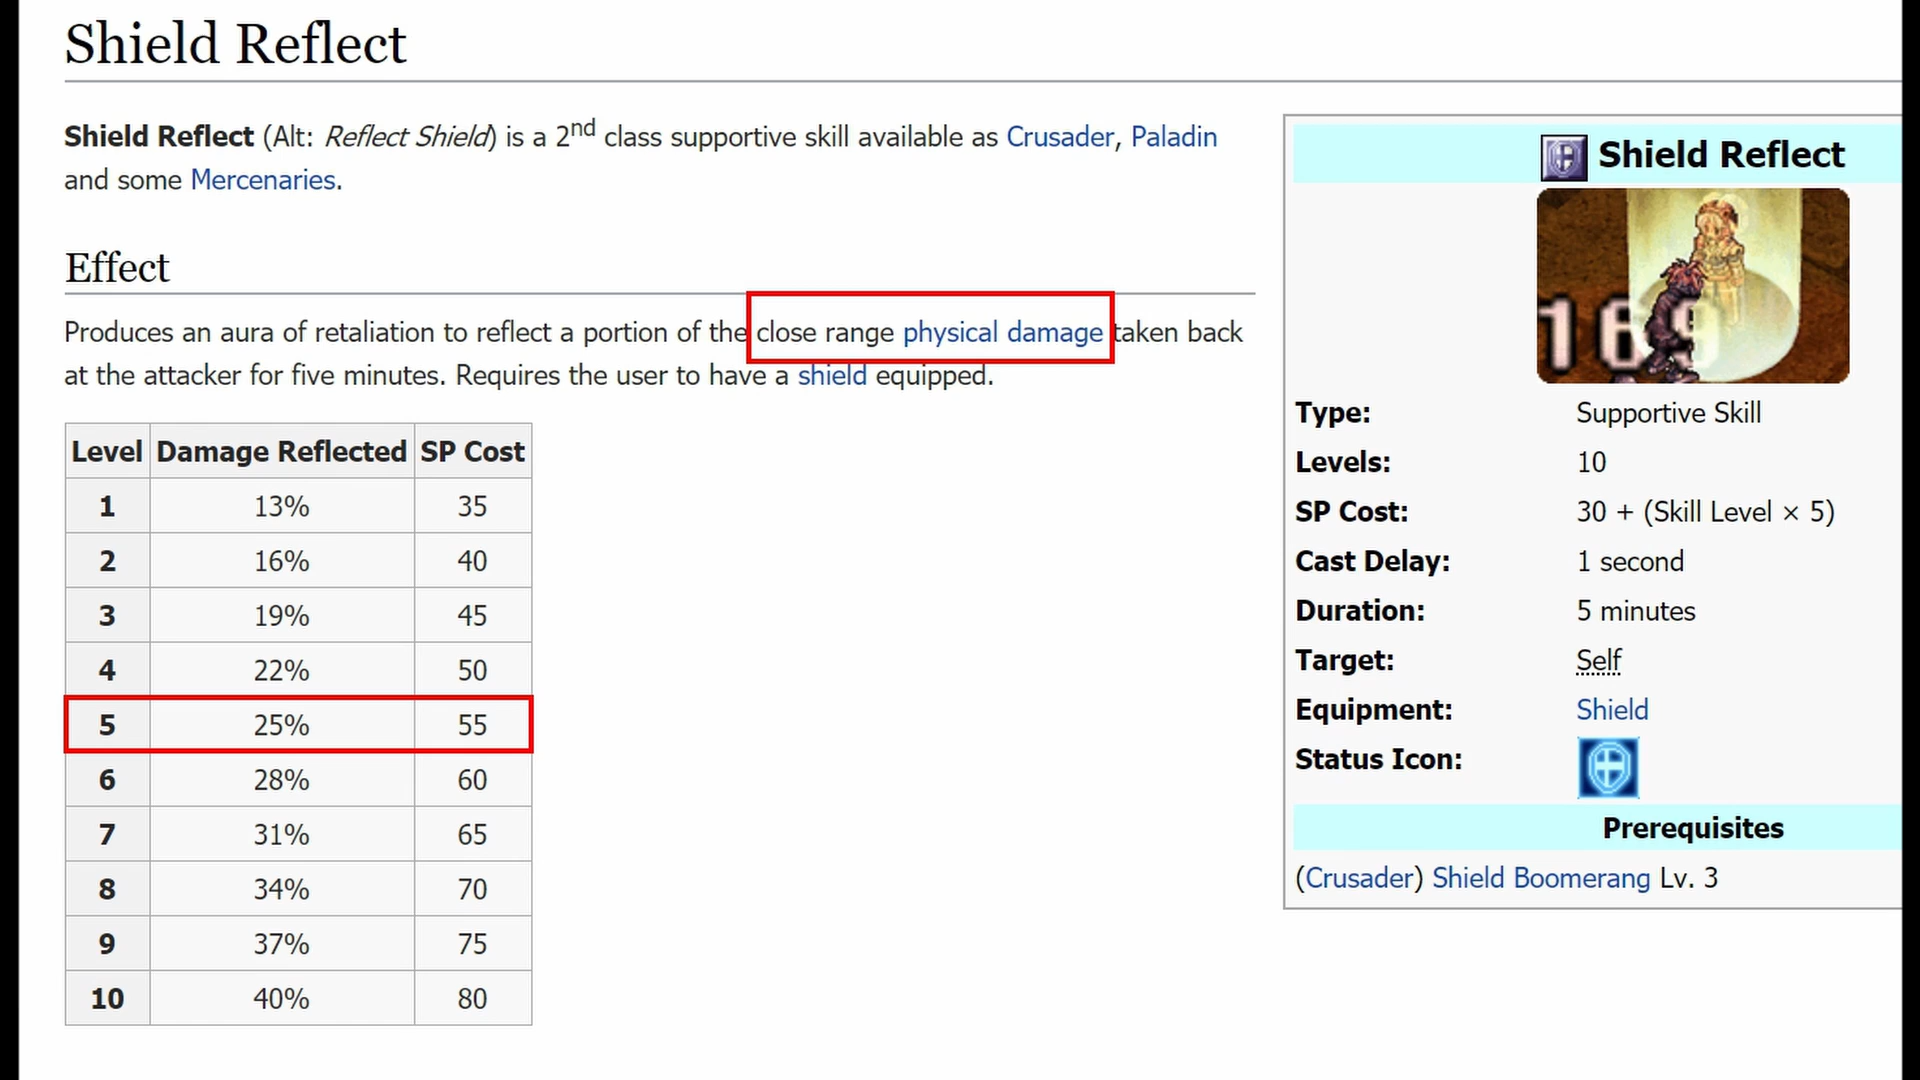 Shield Reflect
Shield Reflect (Alt: Reflect Shield) is a 2nd class supportive skill available as Crusader, Paladin
and some Mercenaries.
Effect
Produces an aura of retaliation to reflect a portion of the close range physical damage taken back
at the attacker for five minutes. Requires the user to have a shield equipped.
Level Damage Reflected SP Cost
1 13% 35
2 16% 40
3 19% 45
4 22% 50
5 25% 55
6 28% 60
7 31% 65
8 34% 70
9 37% 75
10 40% 80
Shield Reflect
169
Type: Supportive Skill
Levels: 10
SP Cost: 30 + (Skill Level × 5)
Cast Delay: 1 second
Duration: 5 minutes
Target: Self
Equipment: Shield
Status Icon:
Prerequisites
(Crusader) Shield Boomerang Lv. 3